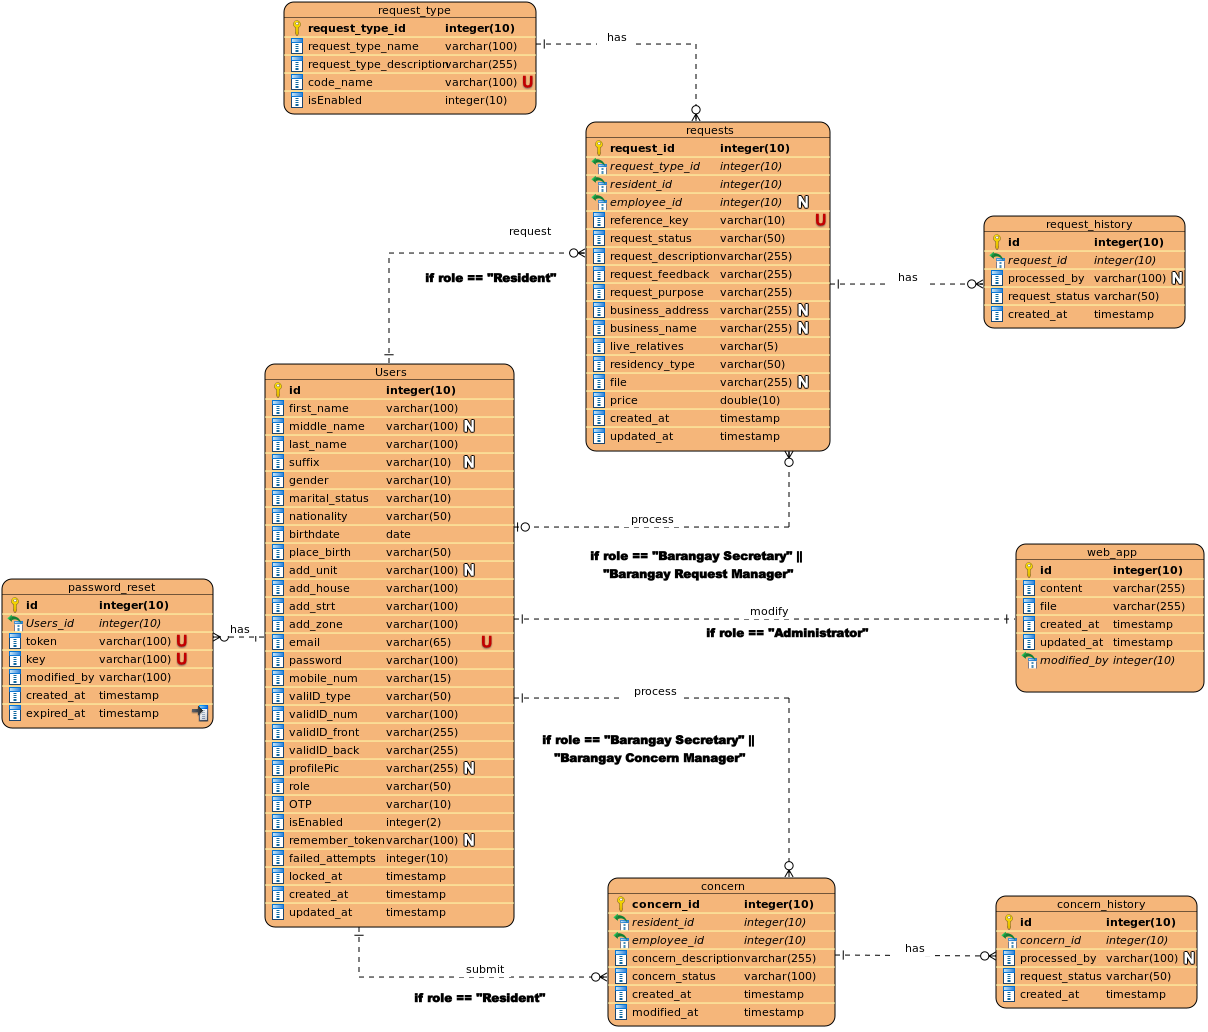 request_type
request_type_id integer(10)
request_type_name varchar(100)
request_type_description varchar(255)
code_name varchar(100) U
isEnabled integer(10)
has
requests
request_id integer(10)
request_type_id integer(10)
resident_id integer(10)
employee_id integer(10) N
reference_key varchar(10) U
request_status varchar(50)
request_description varchar(255)
request_feedback varchar(255)
request_purpose varchar(255)
business_address varchar(255) N
business_name varchar(255) N
live_relatives varchar(5)
residency_type varchar(50)
file varchar(255) N
price double(10)
created_at timestamp
updated_at timestamp
has
request_history
id integer(10)
request_id integer(10)
processed_by varchar(100) N
request_status varchar(50)
created_at timestamp
request
if role == "Resident"
Users
id integer(10)
first_name varchar(100)
middle_name varchar(100) N
last_name varchar(100)
suffix varchar(10) N
gender varchar(10)
marital_status varchar(10)
nationality varchar(50)
birthdate date
place_birth varchar(50)
add_unit varchar(100) N
add_house varchar(100)
add_strt varchar(100)
add_zone varchar(100)
email varchar(65) U
password varchar(100)
mobile_num varchar(15)
valiID_type varchar(50)
validID_num varchar(100)
validID_front varchar(255)
validID_back varchar(255)
profilePic varchar(255) N
role varchar(50)
OTP varchar(10)
isEnabled integer(2)
remember_token varchar(100) N
failed_attempts integer(10)
locked_at timestamp
created_at timestamp
updated_at timestamp
process
if role == "Barangay Secretary" ||
"Barangay Request Manager"
password_reset
id integer(10)
Users_id integer(10)
token varchar(100) U
key varchar(100) U
modified_by varchar(100)
created_at timestamp
expired_at timestamp
has
modify
if role == "Administrator"
web_app
id integer(10)
content varchar(255)
file varchar(255)
created_at timestamp
updated_at timestamp
modified_by integer(10)
process
if role == "Barangay Secretary" ||
"Barangay Concern Manager"
concern
concern_id integer(10)
resident_id integer(10)
employee_id integer(10)
concern_description varchar(255)
concern_status varchar(100)
created_at timestamp
modified_at timestamp
has
concern_history
id integer(10)
concern_id integer(10)
processed_by varchar(100) N
request_status varchar(50)
created_at timestamp
submit
if role == "Resident"